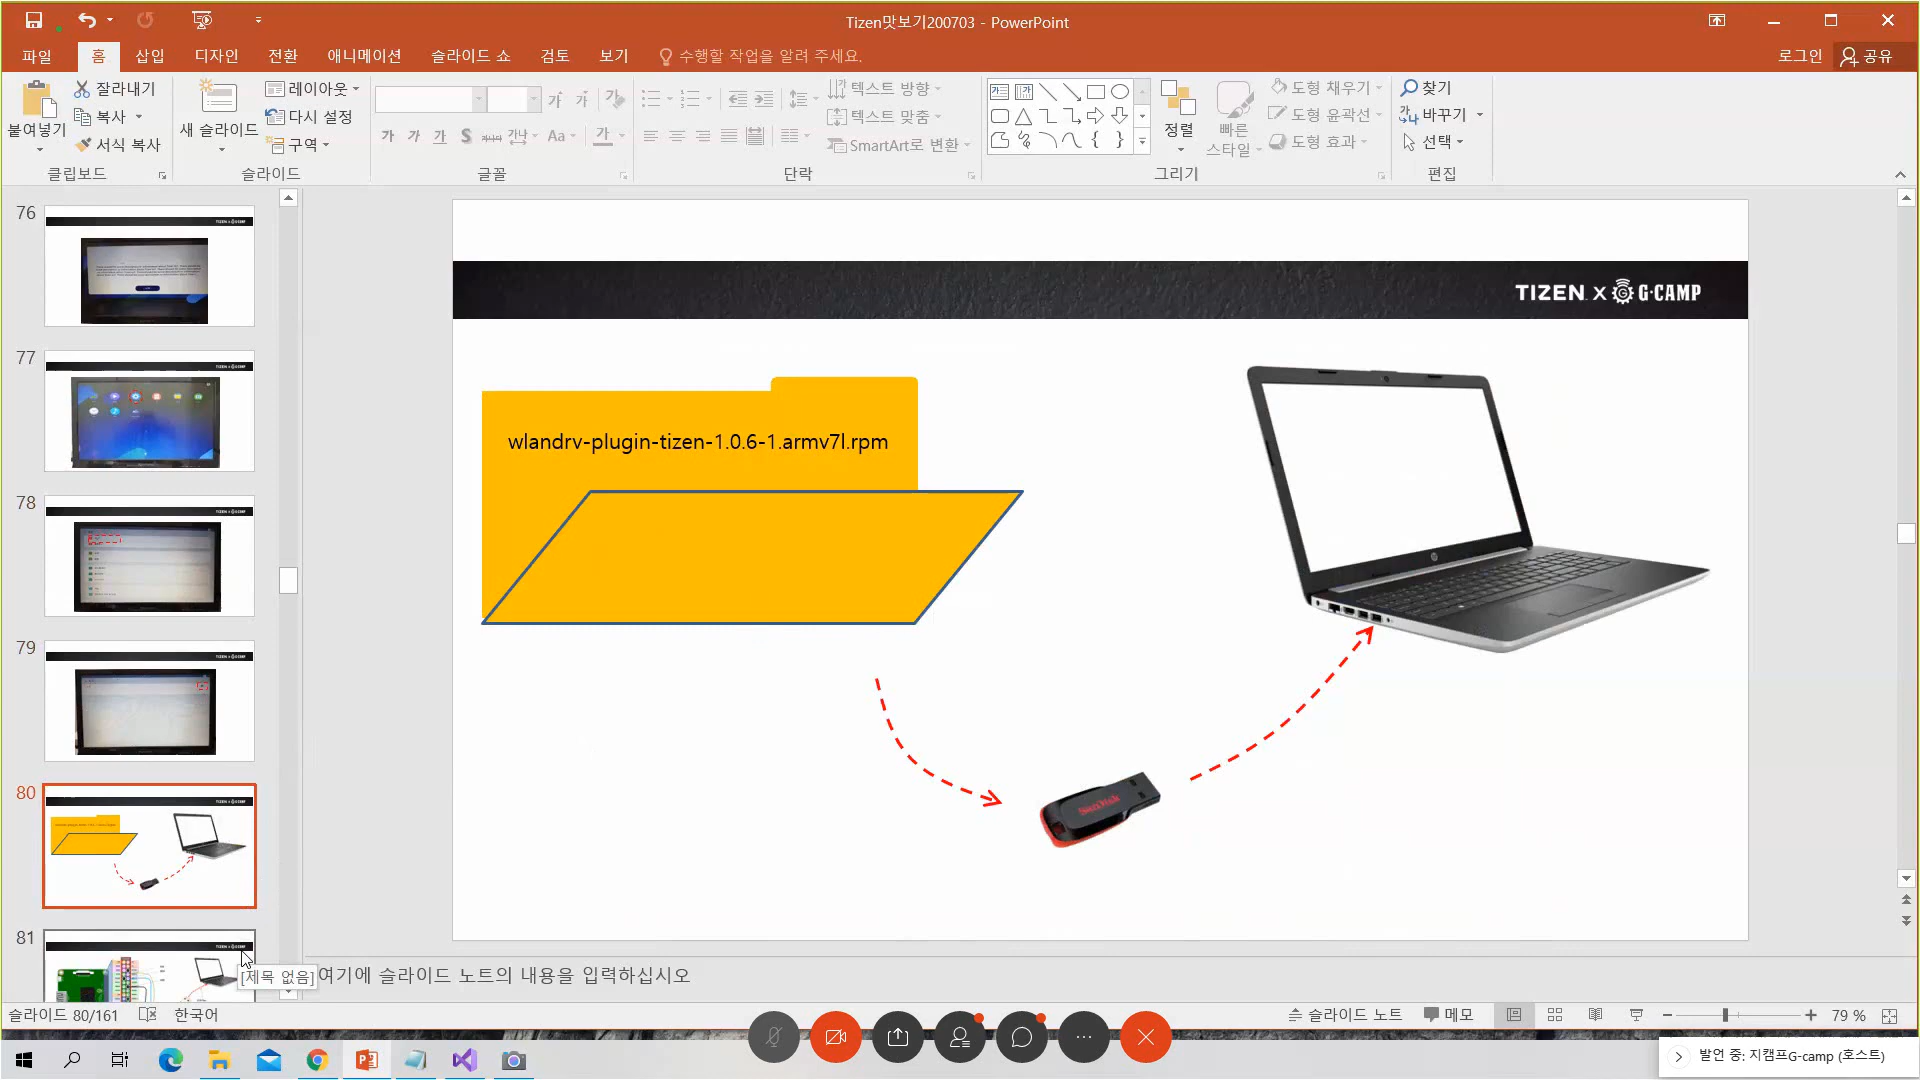 Tizen맛보기200703 - PowerPoint
파일 홈 삽입 디자인 전환 애니메이션 슬라이드 쇼 검토 보기 수행할 작업을 알려 주세요. 로그인 공유
붙여넣기 잘라내기 복사 서식 복사 클립보드
새 슬라이드 레이아웃 다시 설정 구역 슬라이드
가 가 가 S 가나다 간 Aa 가 글꼴
텍스트 방향 텍스트 맞춤 SmartArt로 변환 단락
정렬 빠른 스타일 도형 채우기 도형 윤곽선 도형 효과 그리기
찾기 바꾸기 선택 편집
76
77
78
79
80
81
TIZEN X G·CAMP
wlandrv-plugin-tizen-1.0.6-1.armv7l.rpm
SanDisk
[제목 없음]
여기에 슬라이드 노트의 내용을 입력하십시오
슬라이드 80/161 한국어 슬라이드 노트 메모 79 %
발언 중: 지캠프G-camp (호스트)